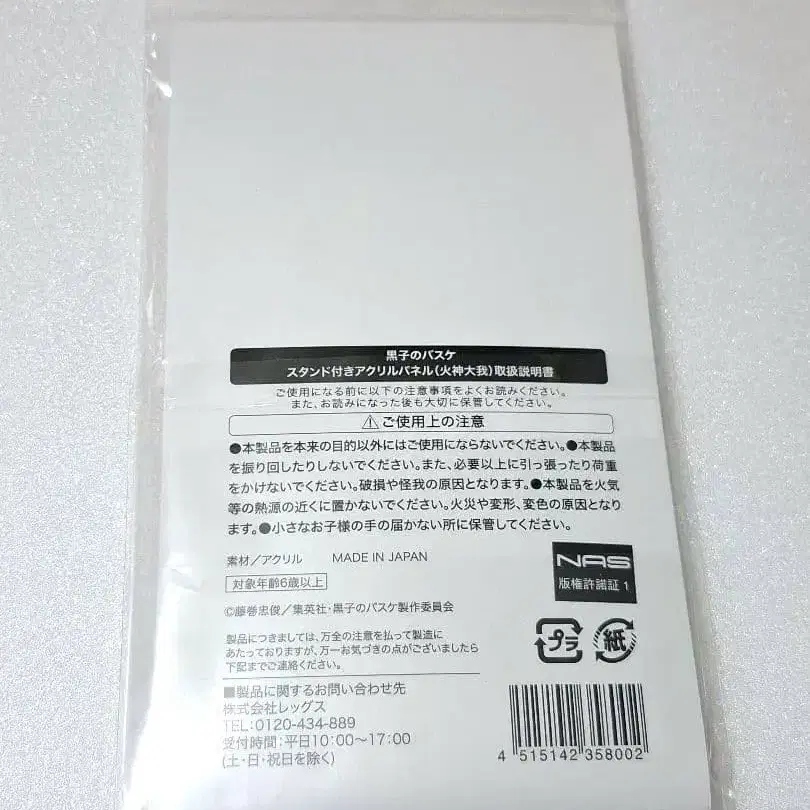 黒子のバスケ
スタンド付きアクリルパネル(火神大我)取扱説明書
ご使用になる前に以下の注意事項をよくお読みください。
また、お読みになった後も大切に保管してください。
⚠ご使用上の注意
●本製品を本来の目的以外にはご使用にならないでください。●本製品
を振り回したりしないでください。また、必要以上に引っ張ったり荷重
をかけないでください。破損や怪我の原因となります。●本製品を火気
等の熱源の近くに置かないでください。火災や変形、変色の原因となり
ます。●小さなお子様の手の届かない所に保管してください。
素材/アクリル MADE IN JAPAN
対象年齢6歳以上
NAS
版権許諾証 1
©藤巻忠俊/集英社・黒子のバスケ製作委員会
製品につきましては、万全の注意を払って製造に
あたっておりますが、万一お気づきの点がございましたら
下記までご連絡ください。
プラ
紙
■製品に関するお問い合わせ先
株式会社レッグス
TEL:0120-434-889
受付時間:平日10:00〜17:00
(土・日・祝日を除く)
4 515142 358002